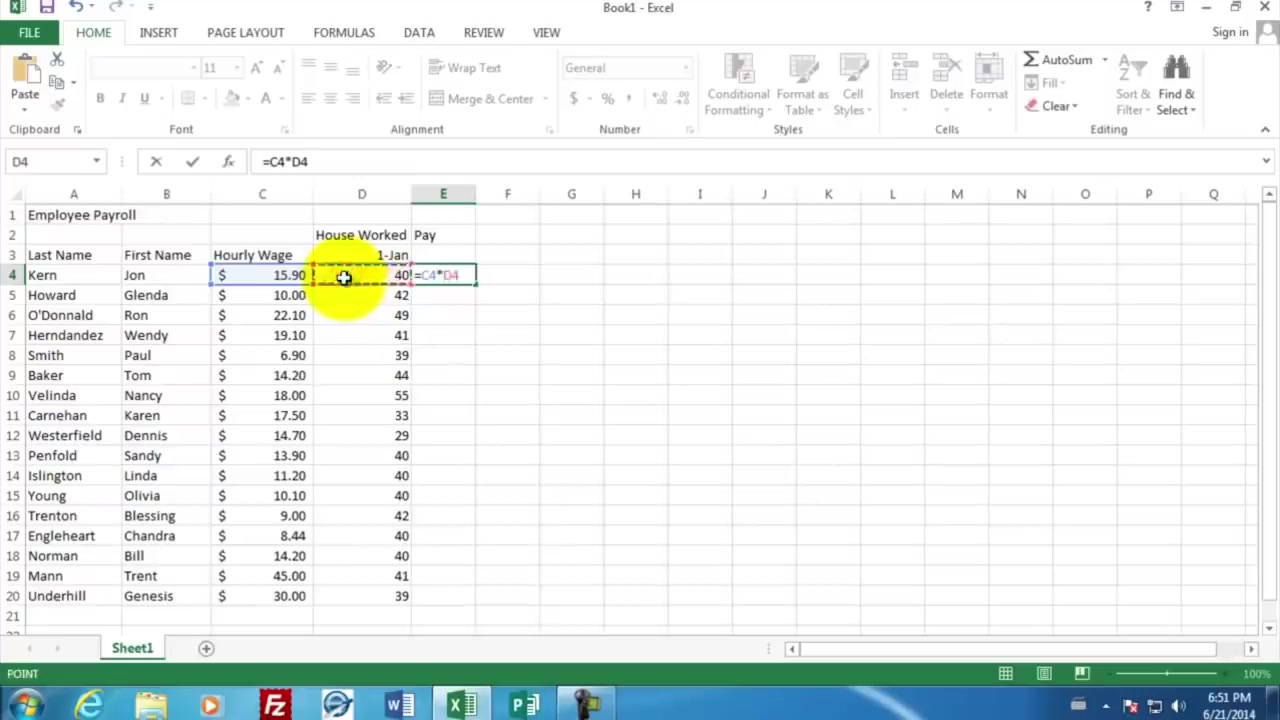 Book1 - Excel
?
FILE HOME INSERT PAGE LAYOUT FORMULAS DATA REVIEW VIEW Sign in
Paste 11 A A Wrap Text General Conditional Formatting Format as Table Cell Styles Insert Delete Format AutoSum Fill Clear Sort & Filter Find & Select
B I U A Merge & Center $ % ,
Clipboard Font Alignment Number Styles Cells Editing
D4 fx =C4*D4
A B C D E F G H I J K L M N O P Q
1 Employee Payroll
2 House Worked Pay
3 Last Name First Name Hourly Wage 1-Jan
4 Kern Jon $ 15.90 40 =C4*D4
5 Howard Glenda $ 10.00 42
6 O'Donnald Ron $ 22.10 49
7 Herndandez Wendy $ 19.10 41
8 Smith Paul $ 6.90 39
9 Baker Tom $ 14.20 44
10 Velinda Nancy $ 18.00 55
11 Carnehan Karen $ 17.50 33
12 Westerfield Dennis $ 14.70 29
13 Penfold Sandy $ 13.90 40
14 Islington Linda $ 11.20 40
15 Young Olivia $ 10.10 40
16 Trenton Blessing $ 9.00 42
17 Engleheart Chandra $ 8.44 40
18 Norman Bill $ 14.20 40
19 Mann Trent $ 45.00 41
20 Underhill Genesis $ 30.00 39
21
Sheet1
POINT 100%
6:51 PM
6/21/2014